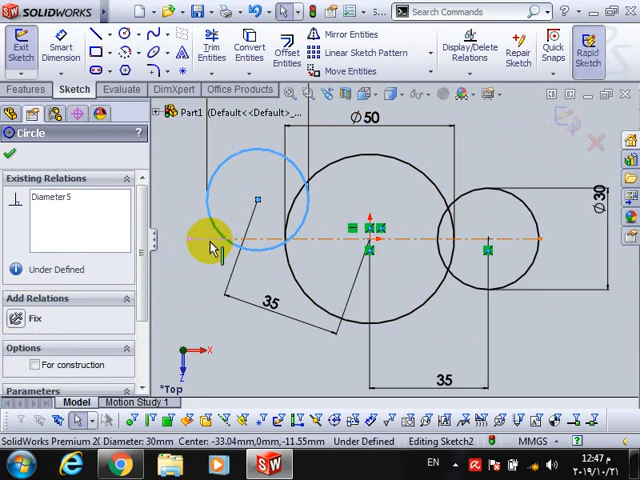 SOLIDWORKS
Search Commands
Exit Sketch
Smart Dimension
Trim Entities
Convert Entities
Offset Entities
Mirror Entities
Linear Sketch Pattern
Move Entities
Display/Delete Relations
Repair Sketch
Quick Snaps
Rapid Sketch
Features
Sketch
Evaluate
DimXpert
Office Products
Part1 (Default<<Default>_...
Circle
Existing Relations
Diameter5
Under Defined
Add Relations
Fix
Options
For construction
Parameters
Ø50
Ø30
35
35
X
Z
*Top
Model
Motion Study 1
SolidWorks Premium 20
Diameter: 30mm
Center: -33.04mm,0mm,-11.55mm
Under Defined
Editing Sketch2
MMGS
EN
12:47 م
٢٠١٩/١٠/٢١